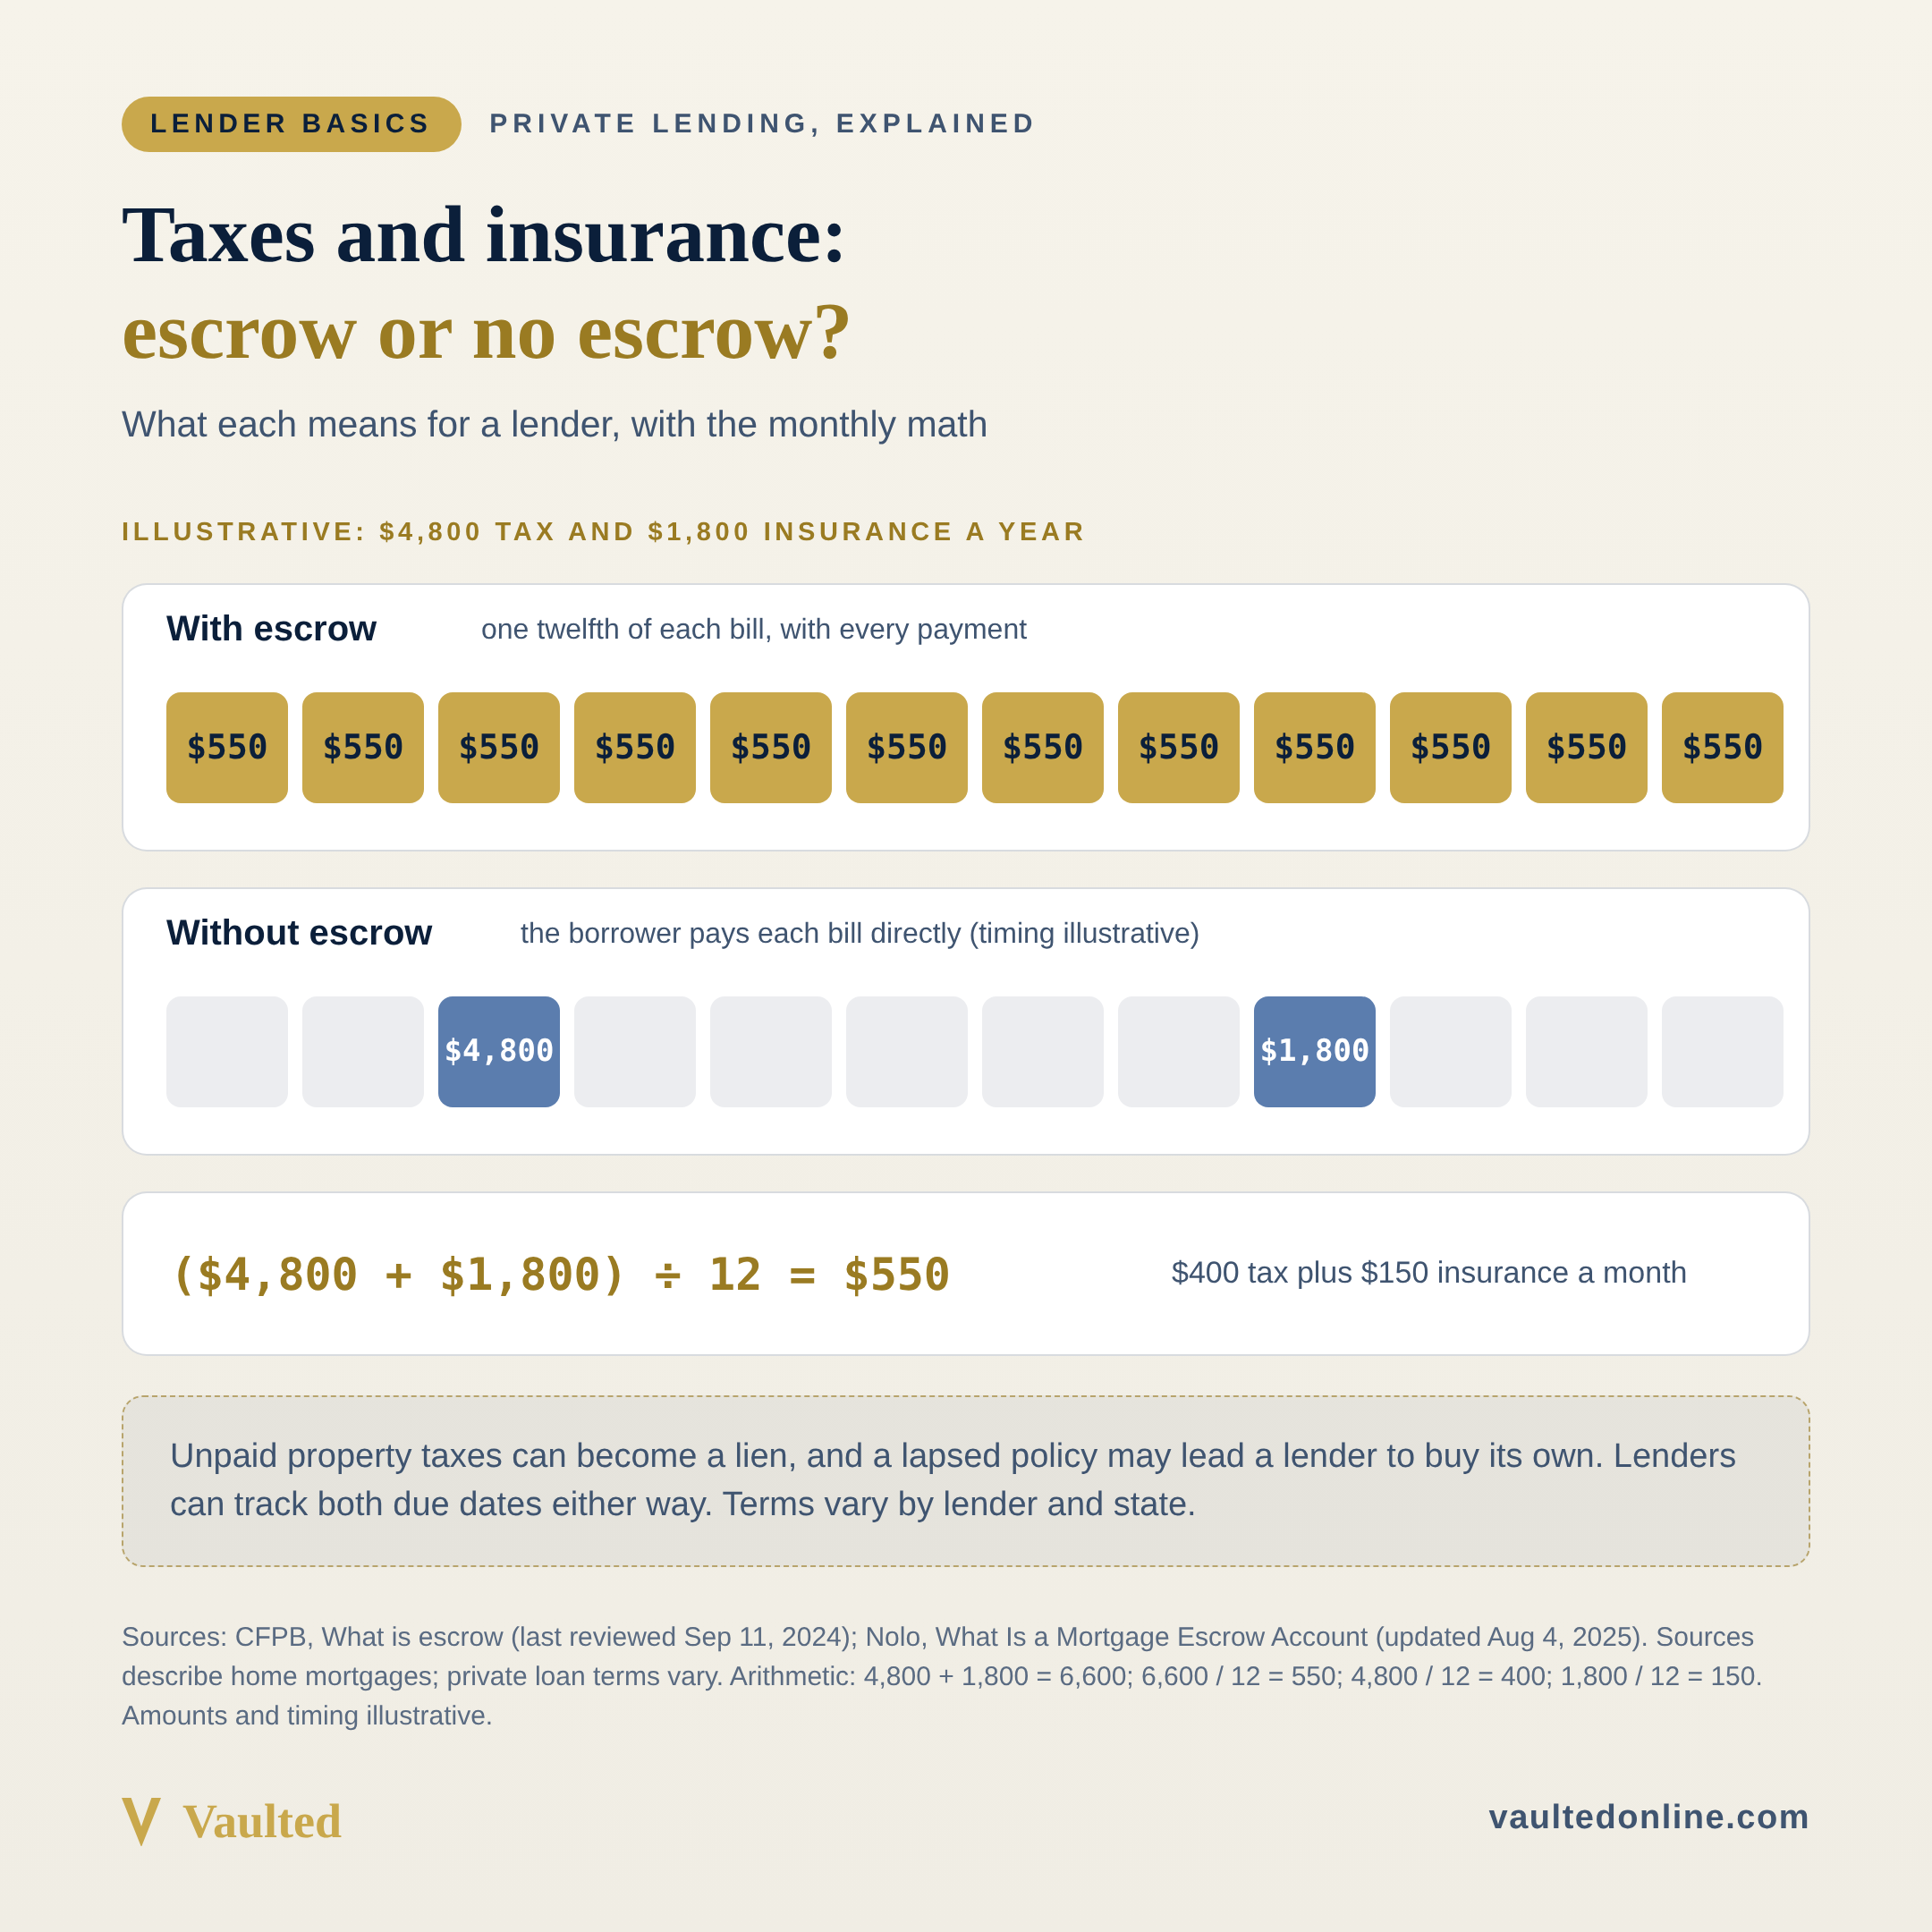 LENDER BASICS PRIVATE LENDING, EXPLAINED
Taxes and insurance:
escrow or no escrow?
What each means for a lender, with the monthly math
ILLUSTRATIVE: $4,800 TAX AND $1,800 INSURANCE A YEAR
With escrow one twelfth of each bill, with every payment
$550 $550 $550 $550 $550 $550 $550 $550 $550 $550 $550 $550
Without escrow the borrower pays each bill directly (timing illustrative)
$4,800 $1,800
($4,800 + $1,800) ÷ 12 = $550 $400 tax plus $150 insurance a month
Unpaid property taxes can become a lien, and a lapsed policy may lead a lender to buy its own. Lenders
can track both due dates either way. Terms vary by lender and state.
Sources: CFPB, What is escrow (last reviewed Sep 11, 2024); Nolo, What Is a Mortgage Escrow Account (updated Aug 4, 2025). Sources
describe home mortgages; private loan terms vary. Arithmetic: 4,800 + 1,800 = 6,600; 6,600 / 12 = 550; 4,800 / 12 = 400; 1,800 / 12 = 150.
Amounts and timing illustrative.
Vaulted vaultedonline.com